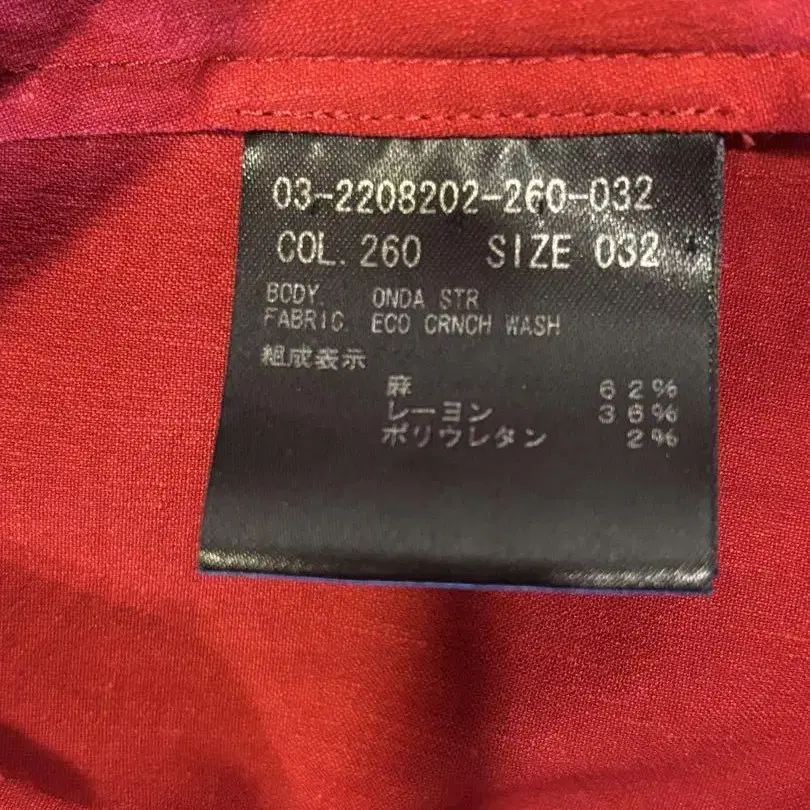 03-2208202-260-032
COL. 260 SIZE 032
BODY. ONDA STR
FABRIC. ECO CRNCH WASH
組成表示
麻 62%
レーヨン 36%
ポリウレタン 2%